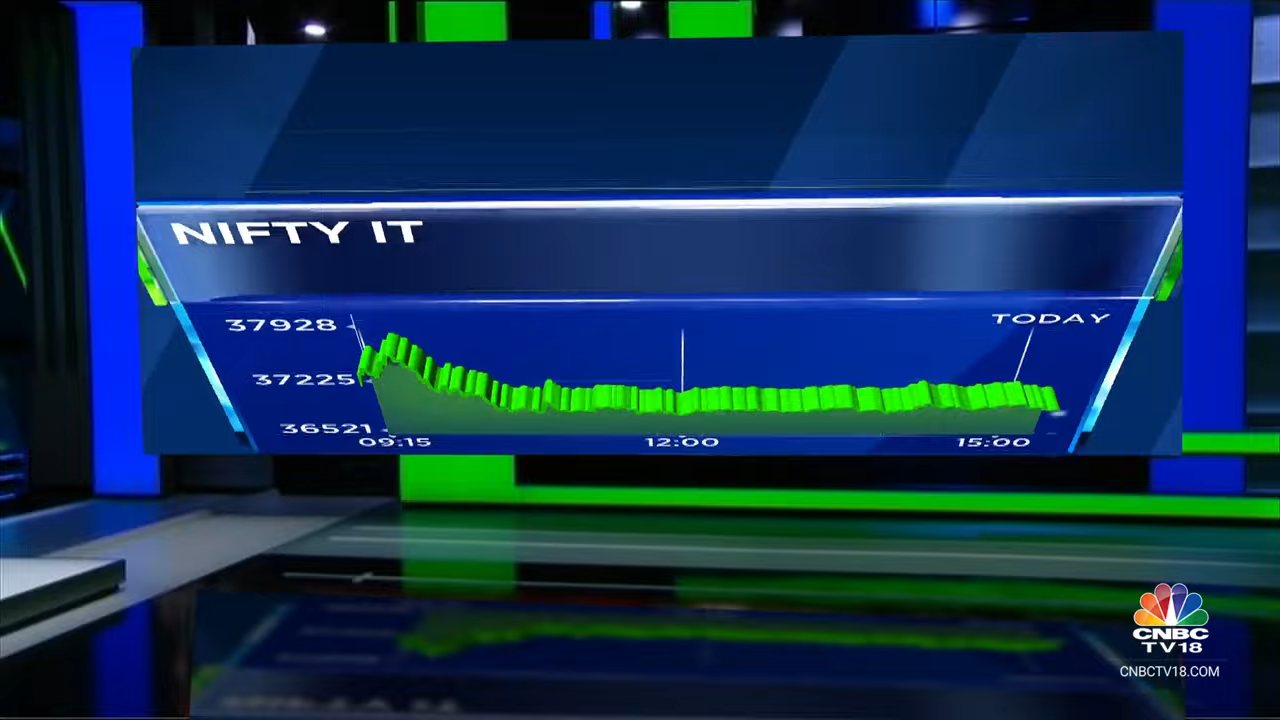 NIFTY IT
37928
TODAY
37225
36521
09:15
12:00
15:00
CNBC
TV18
CNBCTV18.COM